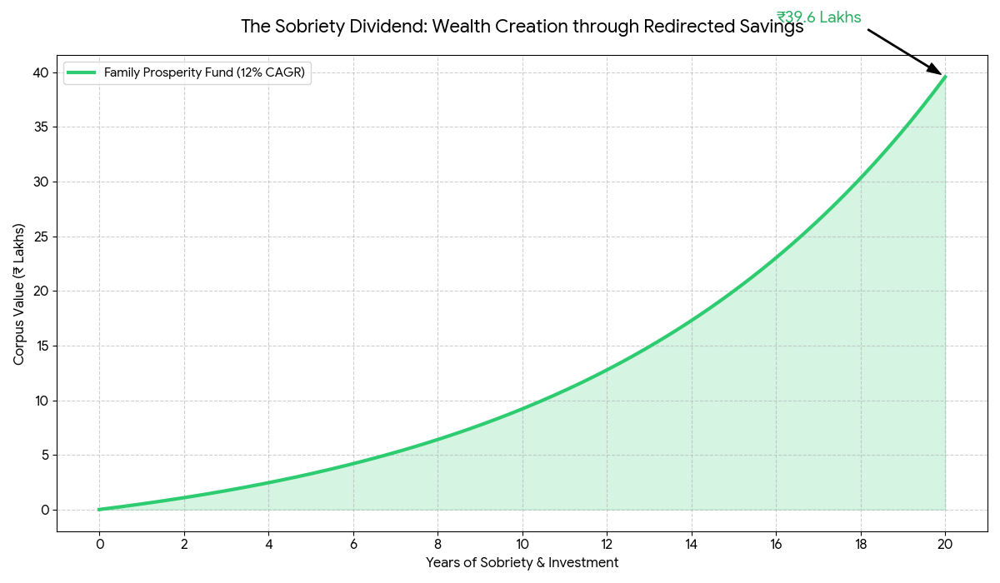 ₹39.6 Lakhs
The Sobriety Dividend: Wealth Creation through Redirected Savings
Family Prosperity Fund (12% CAGR)
40
35
30
25
20
15
10
5
0
Corpus Value (₹ Lakhs)
0 2 4 6 8 10 12 14 16 18 20
Years of Sobriety & Investment